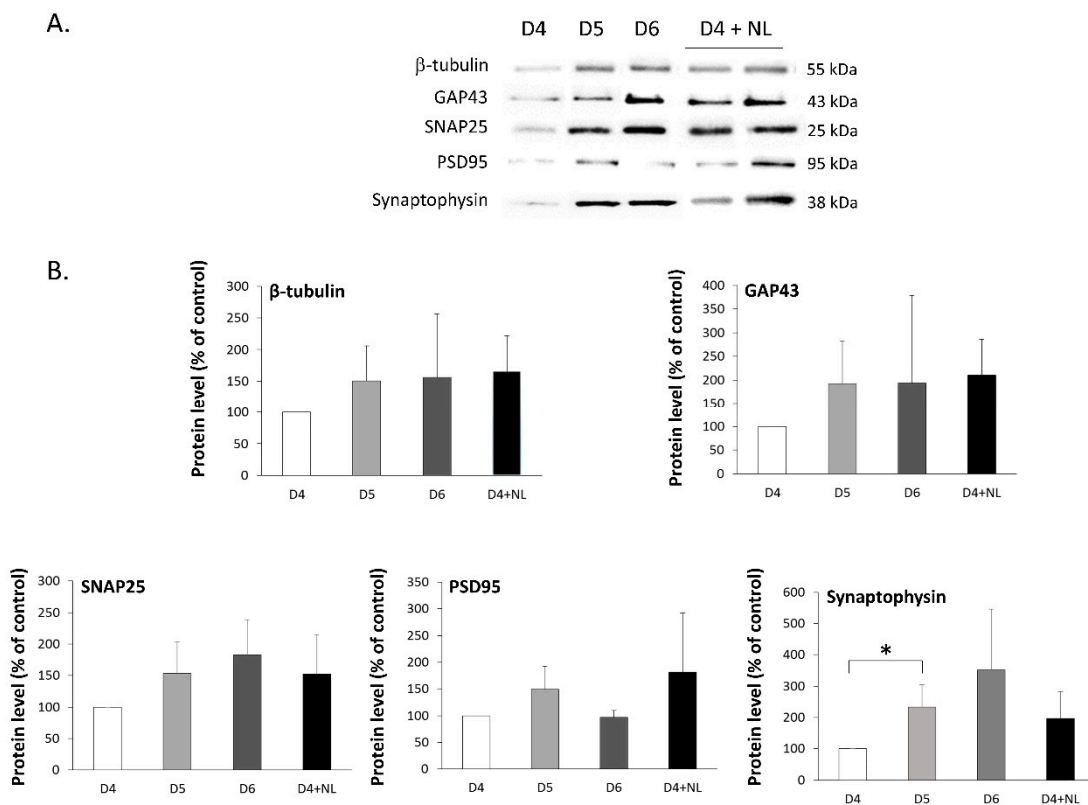 A.
D4 D5 D6 D4 + NL
β-tubulin 55 kDa
GAP43 43 kDa
SNAP25 25 kDa
PSD95 95 kDa
Synaptophysin 38 kDa
B.
β-tubulin
Protein level (% of control)
300
250
200
150
100
50
0
D4 D5 D6 D4+NL
GAP43
Protein level (% of control)
400
350
300
250
200
150
100
50
0
D4 D5 D6 D4+NL
SNAP25
Protein level (% of control)
300
250
200
150
100
50
0
D4 D5 D6 D4+NL
PSD95
Protein level (% of control)
350
300
250
200
150
100
50
0
D4 D5 D6 D4+NL
Synaptophysin
Protein level (% of control)
600
500
400
300
200
100
0
*
D4 D5 D6 D4+NL